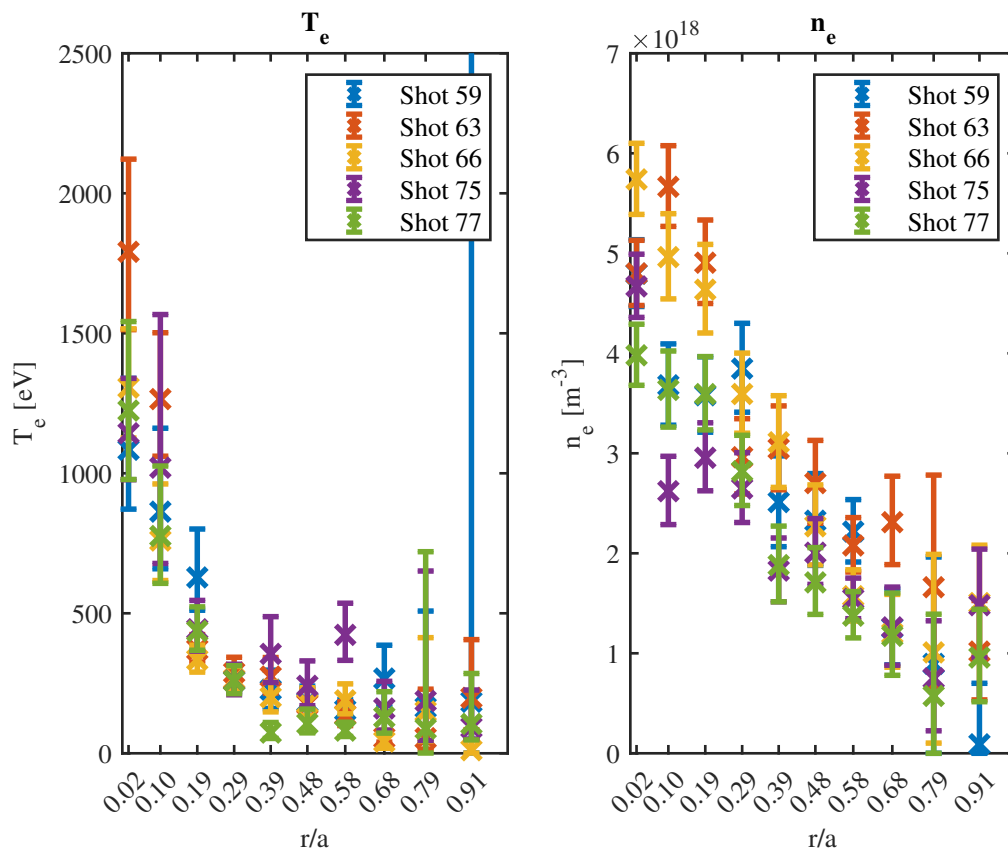 T_e
2500
2000
1500
1000
500
0
T_e [eV]
Shot 59
Shot 63
Shot 66
Shot 75
Shot 77
0.02 0.10 0.19 0.29 0.39 0.48 0.58 0.68 0.79 0.91
r/a
n_e
×10^18
7
6
5
4
3
2
1
0
n_e [m^-3]
Shot 59
Shot 63
Shot 66
Shot 75
Shot 77
0.02 0.10 0.19 0.29 0.39 0.48 0.58 0.68 0.79 0.91
r/a